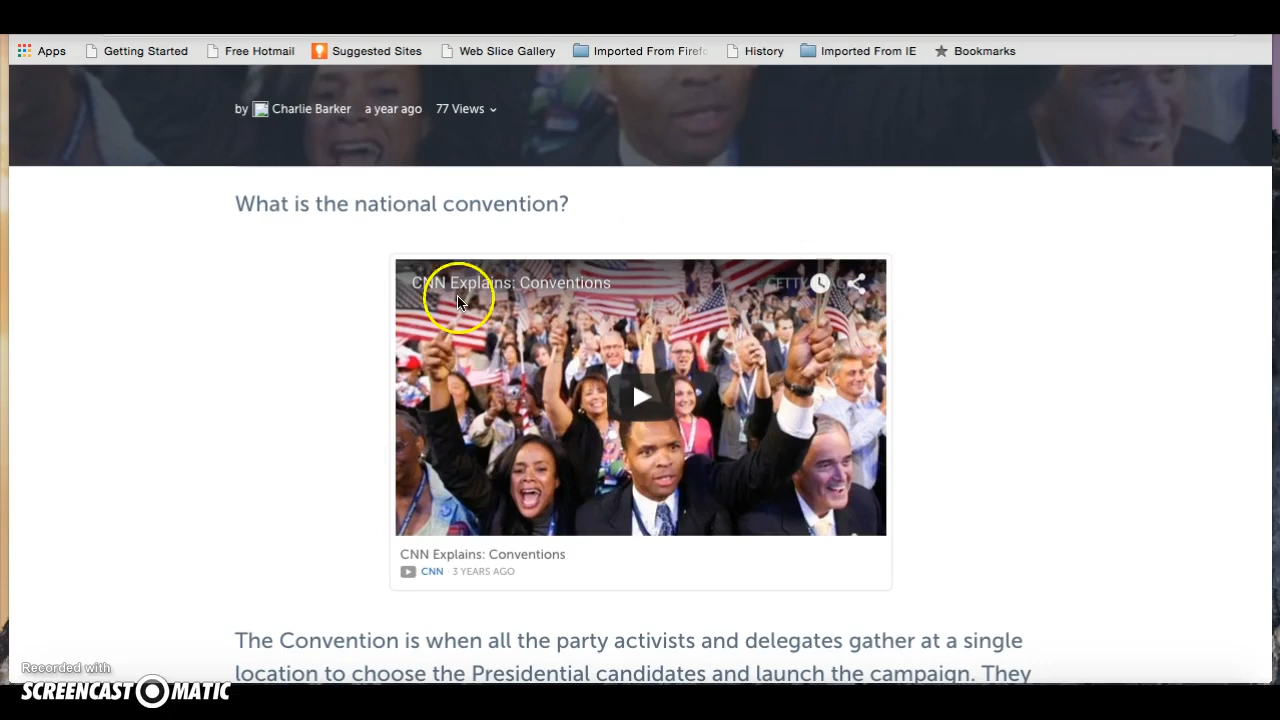 Apps Getting Started Free Hotmail Suggested Sites Web Slice Gallery Imported From Firefo History Imported From IE Bookmarks
by Charlie Barker a year ago 77 Views
What is the national convention?
CNN Explains: Conventions
CNN Explains: Conventions
CNN · 3 YEARS AGO
The Convention is when all the party activists and delegates gather at a single
location to choose the Presidential candidates and launch the campaign. They
Recorded with
SCREENCAST-O-MATIC